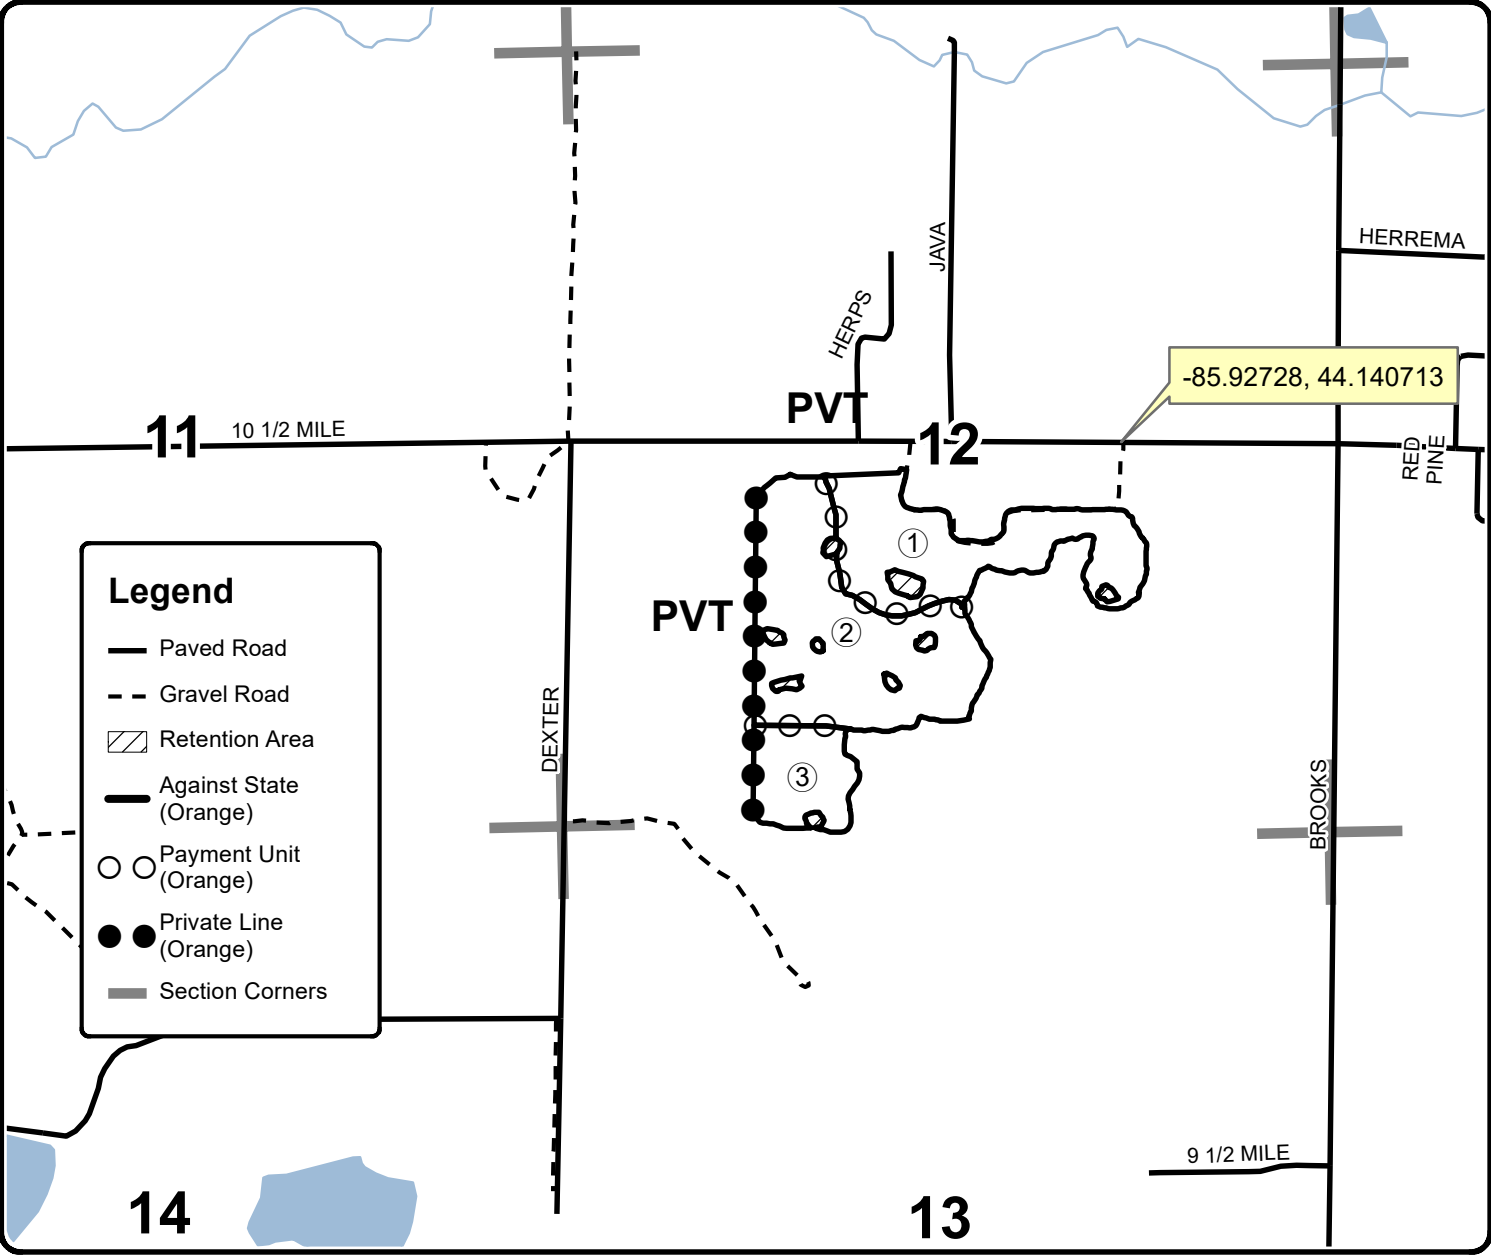 HERREMA
JAVA
HERPS
-85.92728, 44.140713
PVT
11
10 1/2 MILE
12
RED
PINE
1
PVT
2
3
DEXTER
BROOKS
Legend
Paved Road
Gravel Road
Retention Area
Against State
(Orange)
Payment Unit
(Orange)
Private Line
(Orange)
Section Corners
9 1/2 MILE
14
13